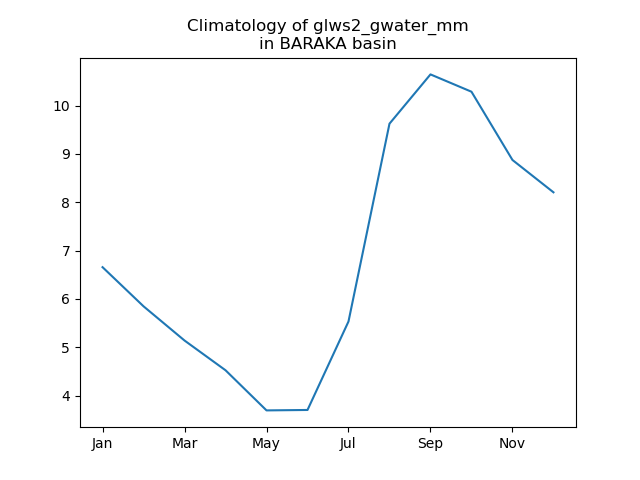 Climatology of glws2_gwater_mm
in BARAKA basin
10
9
8
7
6
5
4
Jan
Mar
May
Jul
Sep
Nov